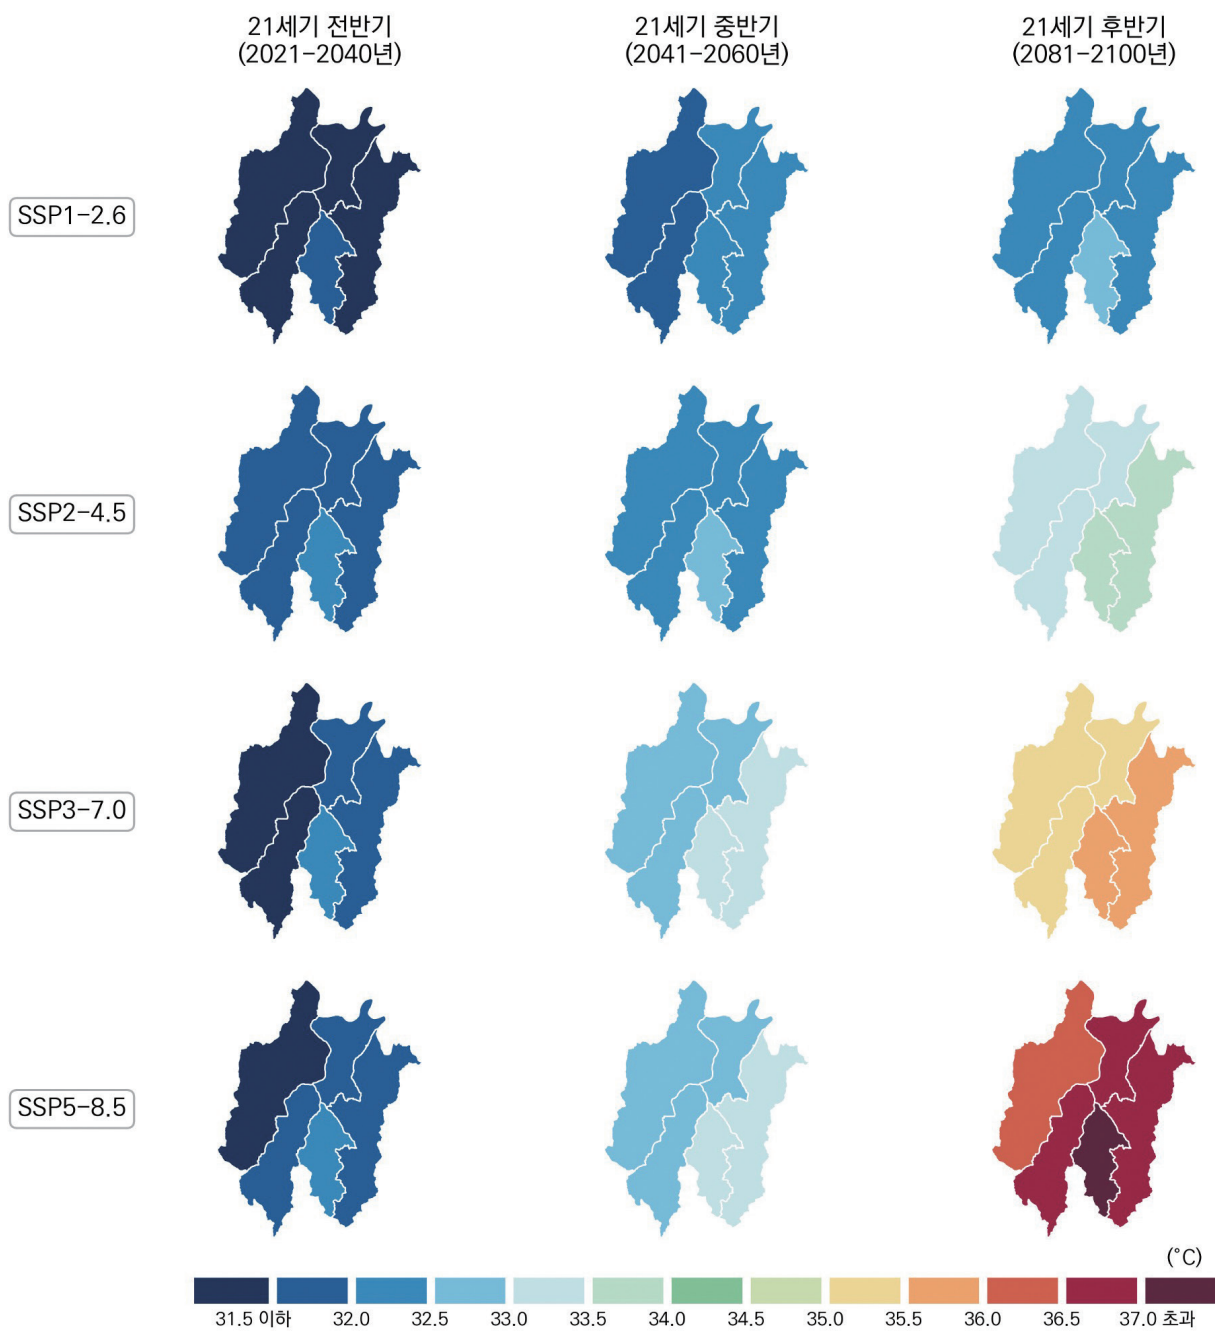 21세기 전반기
(2021-2040년)
21세기 중반기
(2041-2060년)
21세기 후반기
(2081-2100년)
SSP1-2.6
SSP2-4.5
SSP3-7.0
SSP5-8.5
(°C)
31.5 이하 32.0 32.5 33.0 33.5 34.0 34.5 35.0 35.5 36.0 36.5 37.0 초과